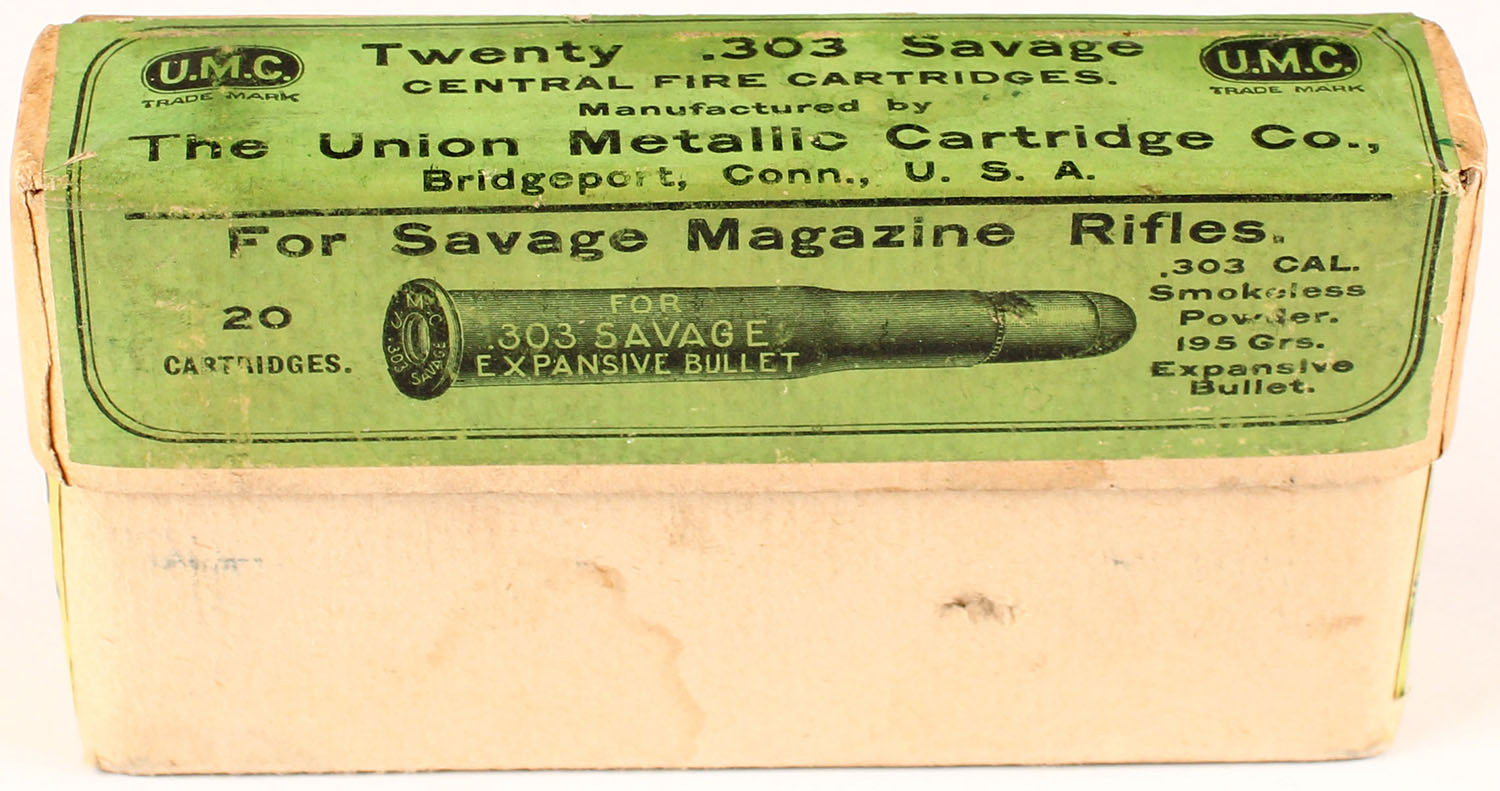 U.M.C.
TRADE MARK
Twenty .303 Savage
U.M.C.
TRADE MARK
CENTRAL FIRE CARTRIDGES.
Manufactured by
The Union Metallic Cartridge Co.,
Bridgeport, Conn., U. S. A.
For Savage Magazine Rifles.
20
CARTRIDGES.
U.M.C
.303 SAVAGE
FOR
.303 SAVAGE
EXPANSIVE BULLET
.303 CAL.
Smokeless
Powder.
195 Grs.
Expansive
Bullet.